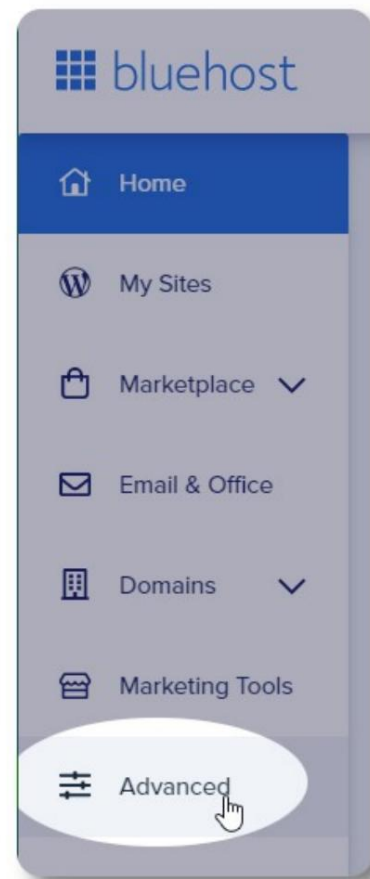 bluehost
Home
My Sites
Marketplace
Email & Office
Domains
Marketing Tools
Advanced